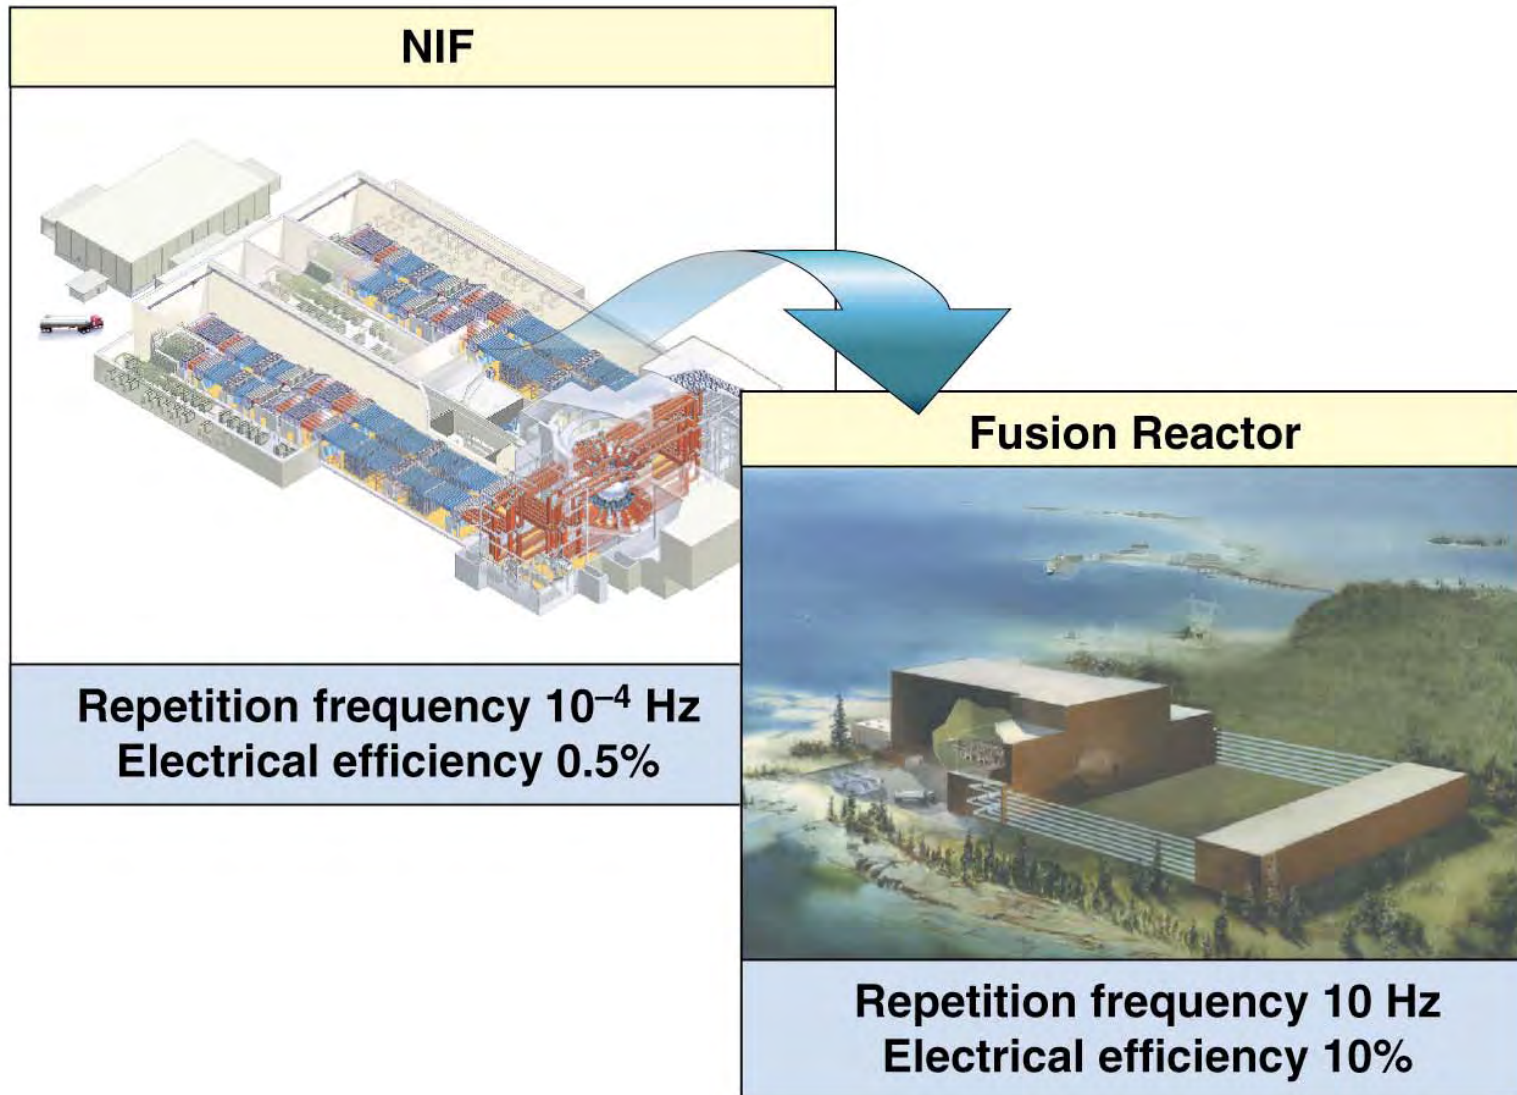 NIF
Repetition frequency 10⁻⁴ Hz
Electrical efficiency 0.5%
Fusion Reactor
Repetition frequency 10 Hz
Electrical efficiency 10%